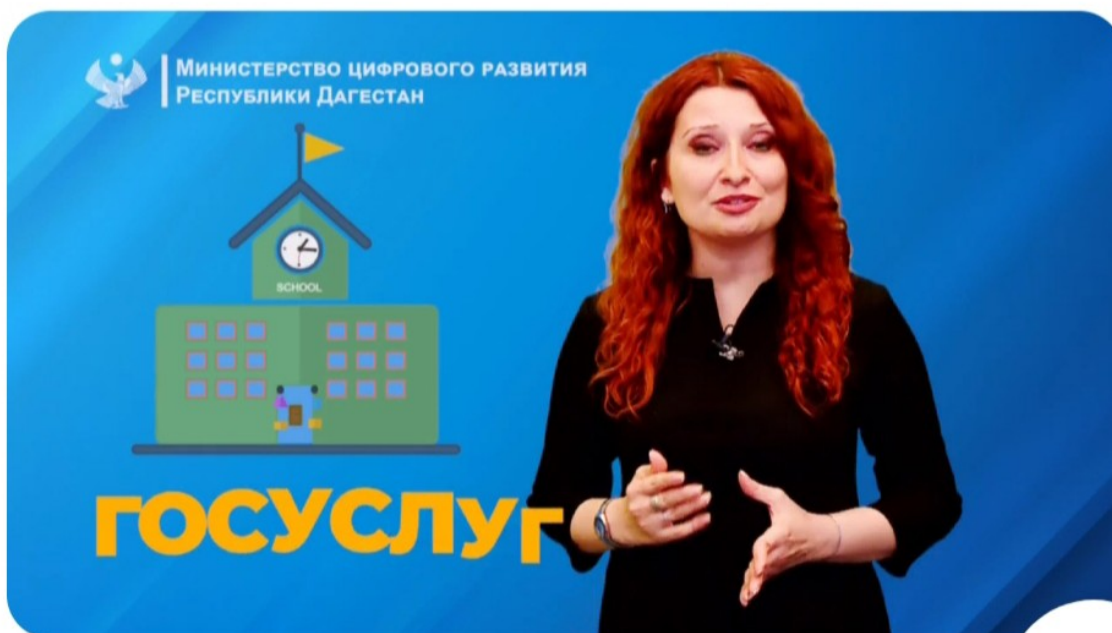 Министерство цифрового развития
Республики Дагестан
SCHOOL
ГОСУСЛУГ